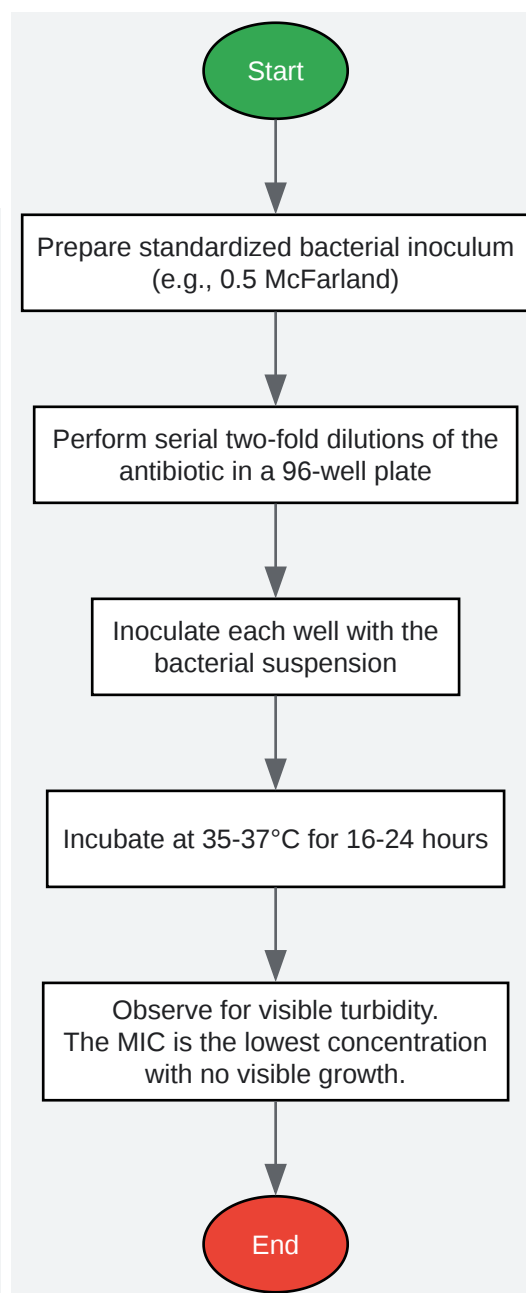 Start
Prepare standardized bacterial inoculum
(e.g., 0.5 McFarland)
Perform serial two-fold dilutions of the
antibiotic in a 96-well plate
Inoculate each well with the
bacterial suspension
Incubate at 35-37°C for 16-24 hours
Observe for visible turbidity.
The MIC is the lowest concentration
with no visible growth.
End